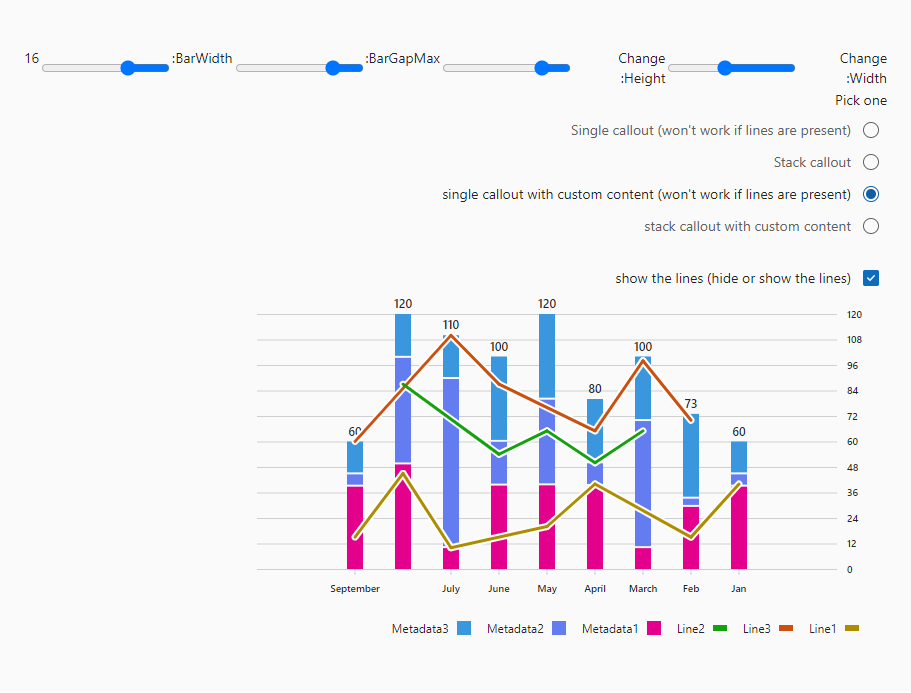 16
:BarWidth
:BarGapMax
Change
:Height
Change
:Width
Pick one
Single callout (won't work if lines are present)
Stack callout
single callout with custom content (won't work if lines are present)
stack callout with custom content
show the lines (hide or show the lines)
120
110
100
120
80
100
73
60
60
120
108
96
84
72
60
48
36
24
12
0
September
July
June
May
April
March
Feb
Jan
Metadata3
Metadata2
Metadata1
Line2
Line3
Line1